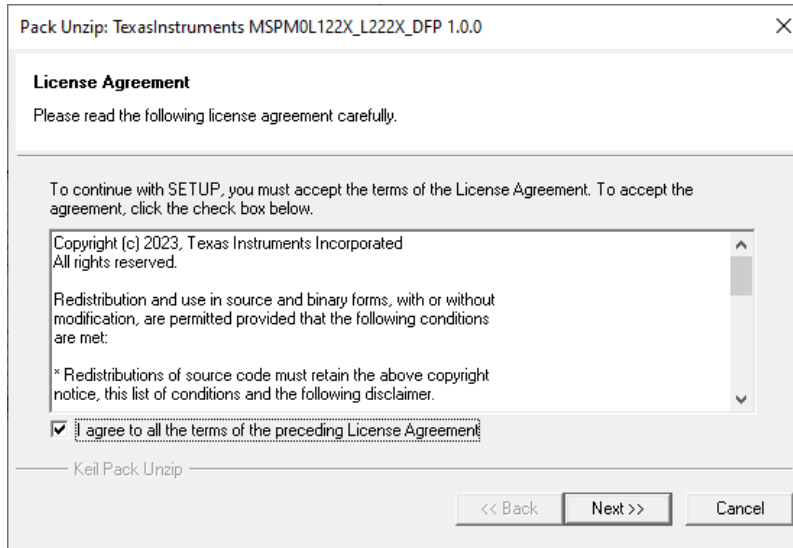 Pack Unzip: TexasInstruments MSPM0L122X_L222X_DFP 1.0.0
License Agreement
Please read the following license agreement carefully.
To continue with SETUP, you must accept the terms of the License Agreement. To accept the
agreement, click the check box below.
Copyright (c) 2023, Texas Instruments Incorporated
All rights reserved.
Redistribution and use in source and binary forms, with or without
modification, are permitted provided that the following conditions
are met:
* Redistributions of source code must retain the above copyright
notice, this list of conditions and the following disclaimer.
I agree to all the terms of the preceding License Agreement
Keil Pack Unzip
<< Back
Next >>
Cancel